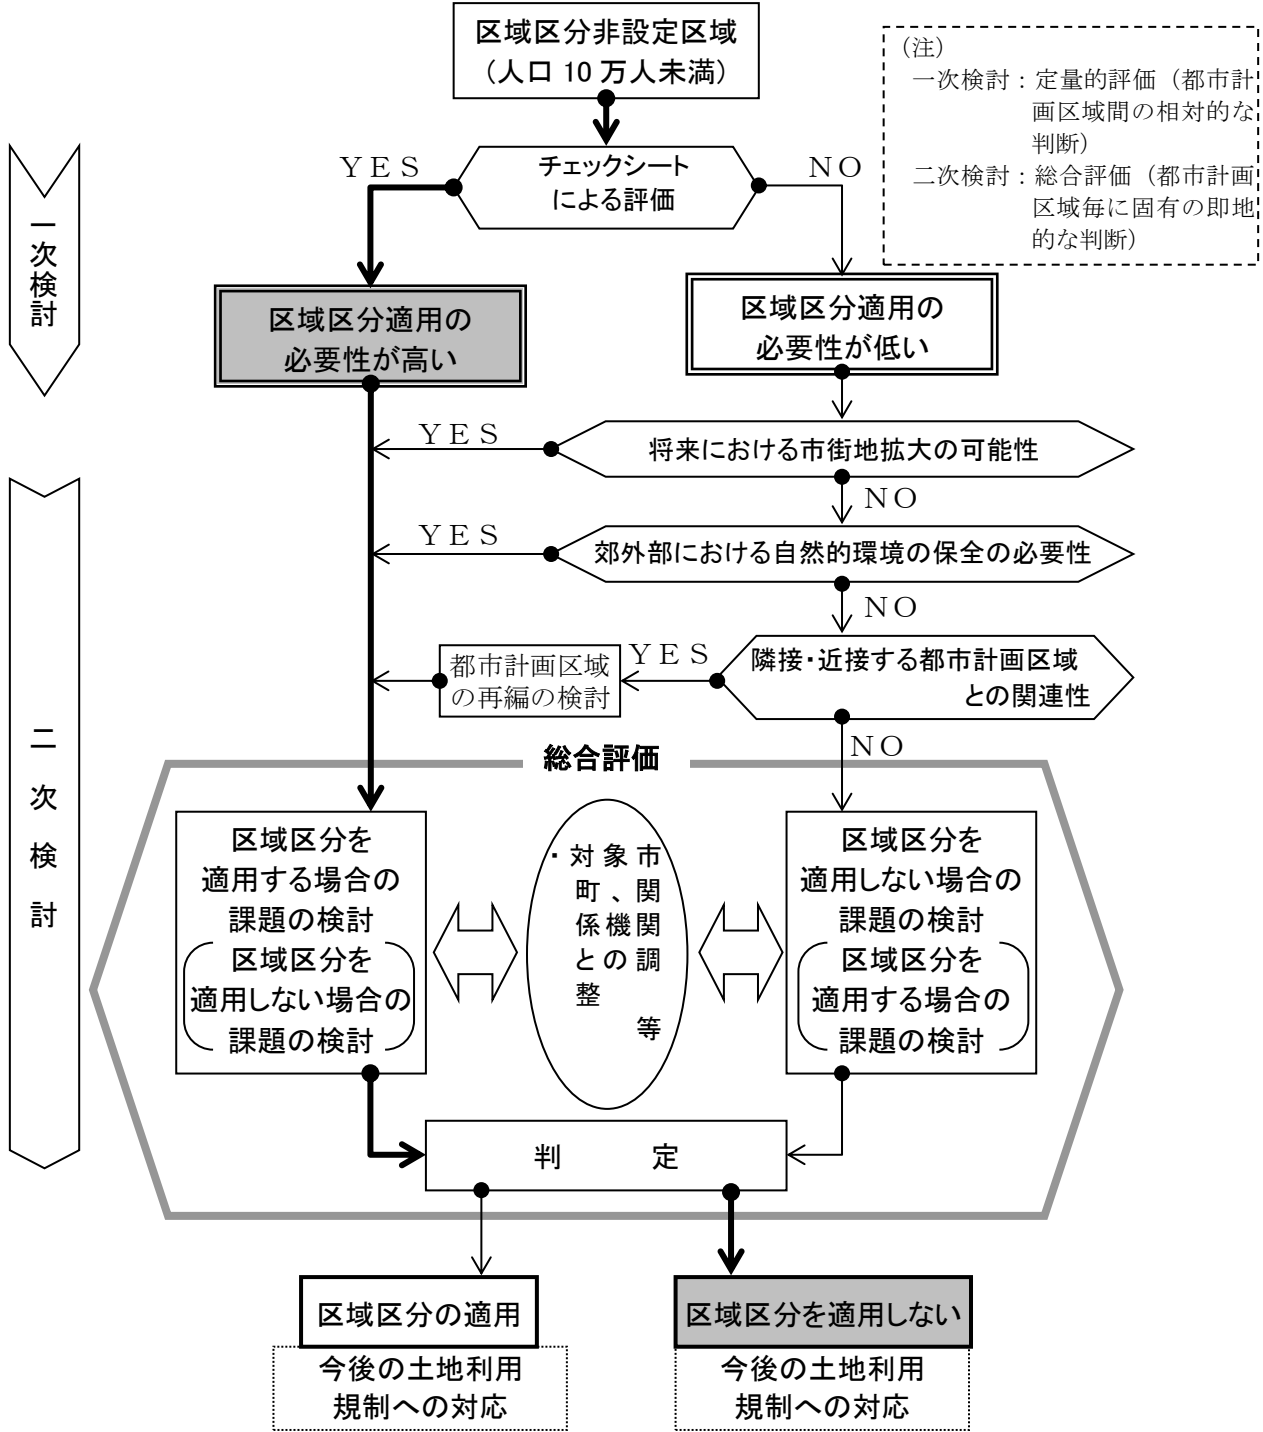 区域区分非設定区域
(人口 10 万人未満)
(注)
一次検討：定量的評価（都市計
画区域間の相対的な
判断）
二次検討：総合評価（都市計画
区域毎に固有の即地
的な判断）
一次検討
YES
チェックシート
による評価
NO
区域区分適用の
必要性が高い
区域区分適用の
必要性が低い
YES
将来における市街地拡大の可能性
NO
YES
郊外部における自然的環境の保全の必要性
NO
都市計画区域
の再編の検討
YES
隣接・近接する都市計画区域
との関連性
NO
二次検討
総合評価
区域区分を
適用する場合の
課題の検討
区域区分を
適用しない場合の
課題の検討
・対象市
町、関
係機関
との調
整
等
区域区分を
適用しない場合の
課題の検討
区域区分を
適用する場合の
課題の検討
判　定
区域区分の適用
今後の土地利用
規制への対応
区域区分を適用しない
今後の土地利用
規制への対応